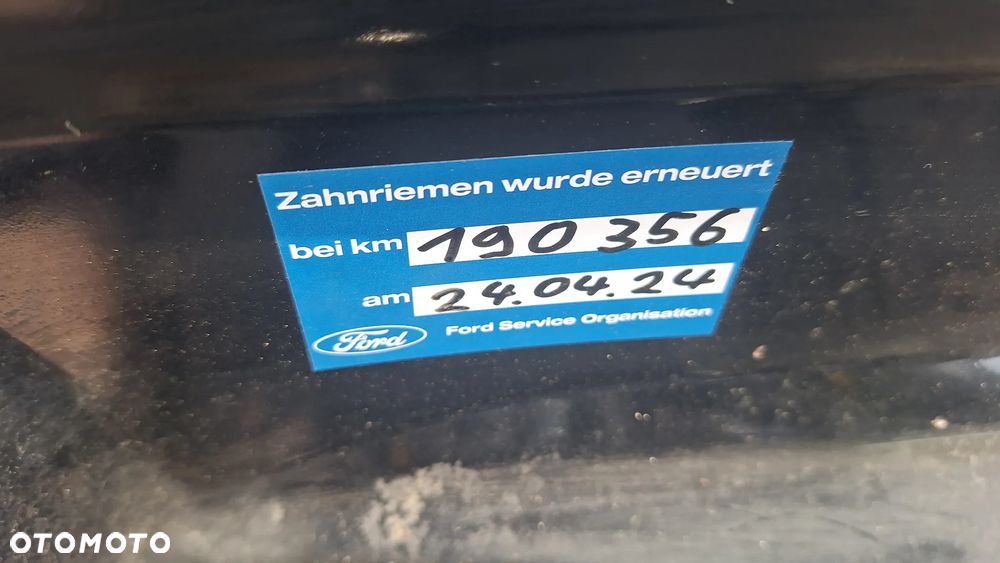 Zahnriemen wurde erneuert
bei km 190 356
am 24.04.24
Ford Ford Service Organisation
OTOMOTO